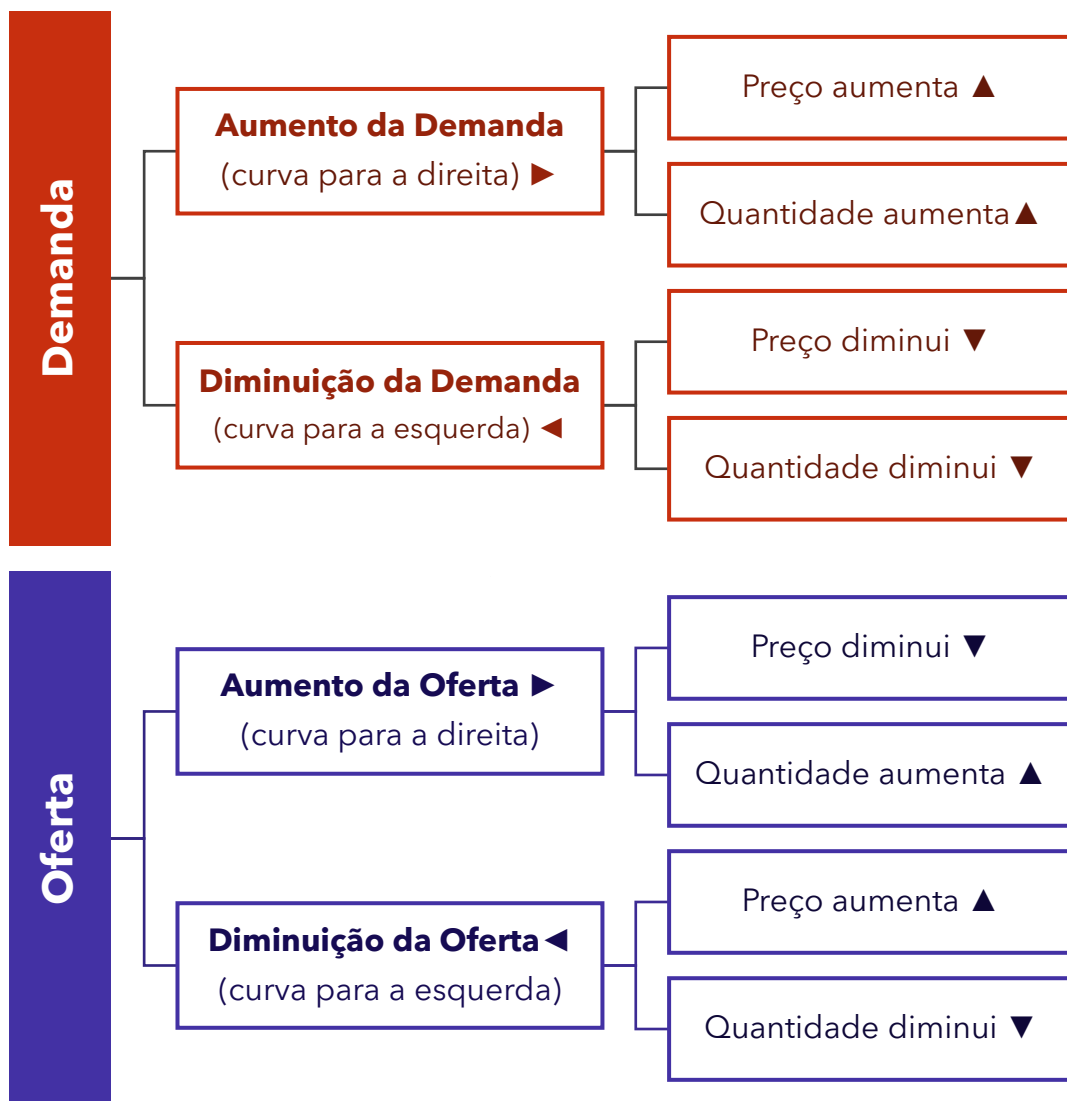 Demanda
Aumento da Demanda
(curva para a direita) ►
Preço aumenta ▲
Quantidade aumenta▲
Diminuição da Demanda
(curva para a esquerda) ◄
Preço diminui ▼
Quantidade diminui ▼
Oferta
Aumento da Oferta ►
(curva para a direita)
Preço diminui ▼
Quantidade aumenta ▲
Diminuição da Oferta◄
(curva para a esquerda)
Preço aumenta ▲
Quantidade diminui ▼